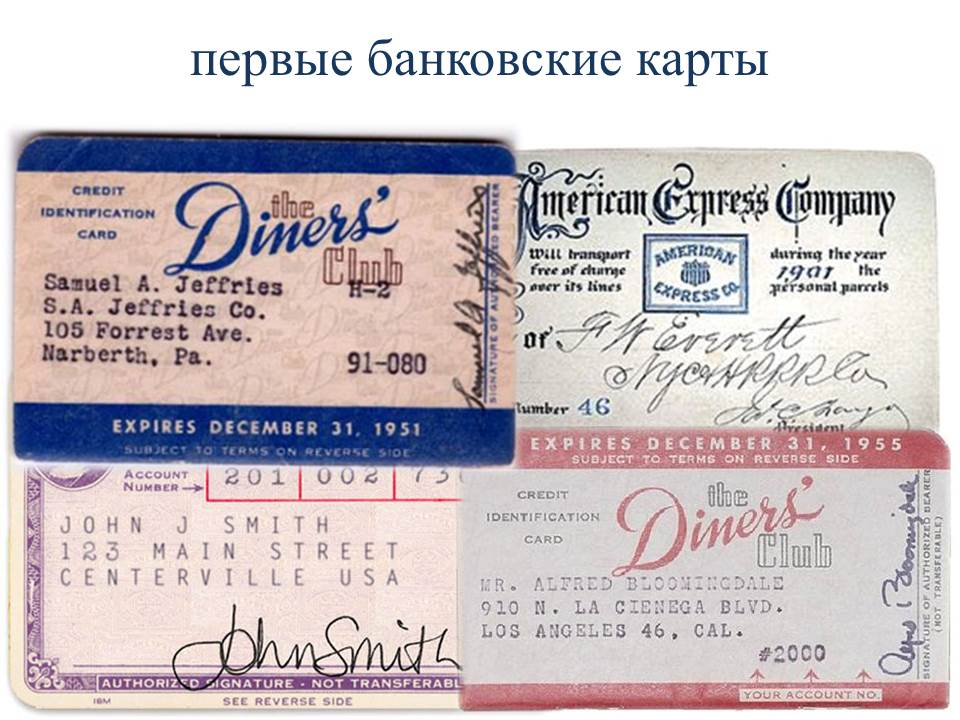 первые банковские карты
CREDIT
IDENTIFICATION
CARD
the
Diners'
Club
Samuel A. Jeffries
H-2
S.A. Jeffries Co.
105 Forrest Ave.
Narberth, Pa.
91-080
SIGNATURE OF AUTHORIZED BEARER
EXPIRES DECEMBER 31, 1951
SUBJECT TO TERMS ON REVERSE SIDE
American Express Company
Will transport
free of charge
over its lines
AMERICAN
EXPRESS CO.
during the year
1901 the
personal parcels
of F W Everett
Number 46
President
ACCOUNT
NUMBER
201 002 730
JOHN J SMITH
123 MAIN STREET
CENTERVILLE USA
John Smith
AUTHORIZED SIGNATURE - NOT TRANSFERABL
IBM
SEE REVERSE SIDE
EXPIRES DECEMBER 31, 1955
SUBJECT TO TERMS ON REVERSE SIDE
CREDIT
IDENTIFICATION
CARD
the
Diners'
Club
MR. ALFRED BLOOMINGDALE
910 N. LA CIENEGA BLVD.
LOS ANGELES 46, CAL.
#2000
YOUR ACCOUNT NO.
SIGNATURE OF AUTHORIZED BEARER
(NOT TRANSFERABLE)